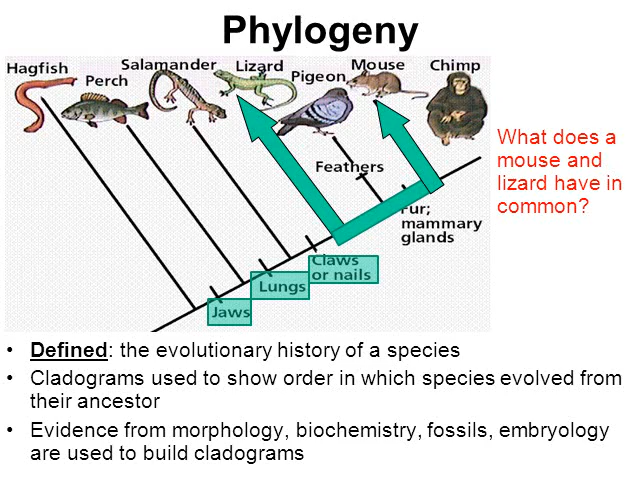 Phylogeny
Hagfish
Perch
Salamander
Lizard
Pigeon
Mouse
Chimp
What does a
mouse and
lizard have in
common?
Feathers
Fur;
mammary
glands
Claws
or nails
Lungs
Jaws
• Defined: the evolutionary history of a species
• Cladograms used to show order in which species evolved from
their ancestor
• Evidence from morphology, biochemistry, fossils, embryology
are used to build cladograms